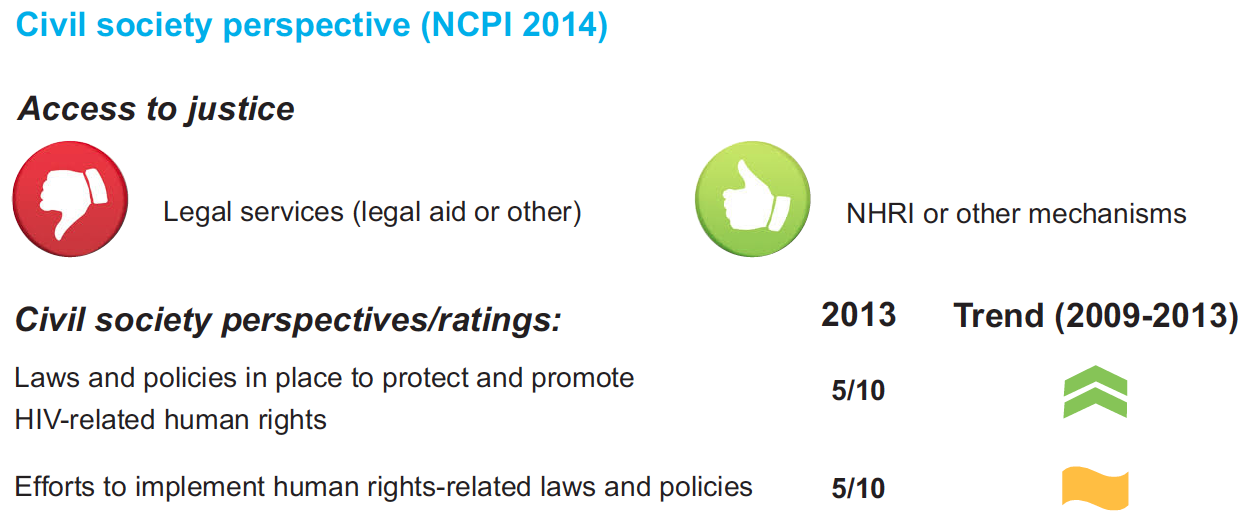 Civil society perspective (NCPI 2014)
Access to justice
Legal services (legal aid or other)
NHRI or other mechanisms
Civil society perspectives/ratings:
2013
Trend (2009-2013)
Laws and policies in place to protect and promote
HIV-related human rights
5/10
Efforts to implement human rights-related laws and policies
5/10